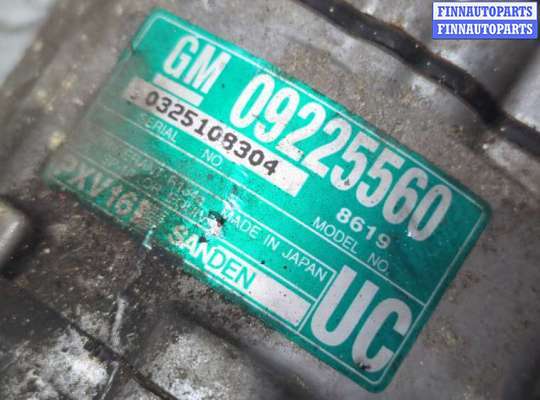 FINNAUTOPARTS
FINNAUTOPARTS
GM 09225560
0325108304
SERIAL NO.
8619
MODEL NO.
MADE IN JAPAN
PXV16
SANDEN
UC